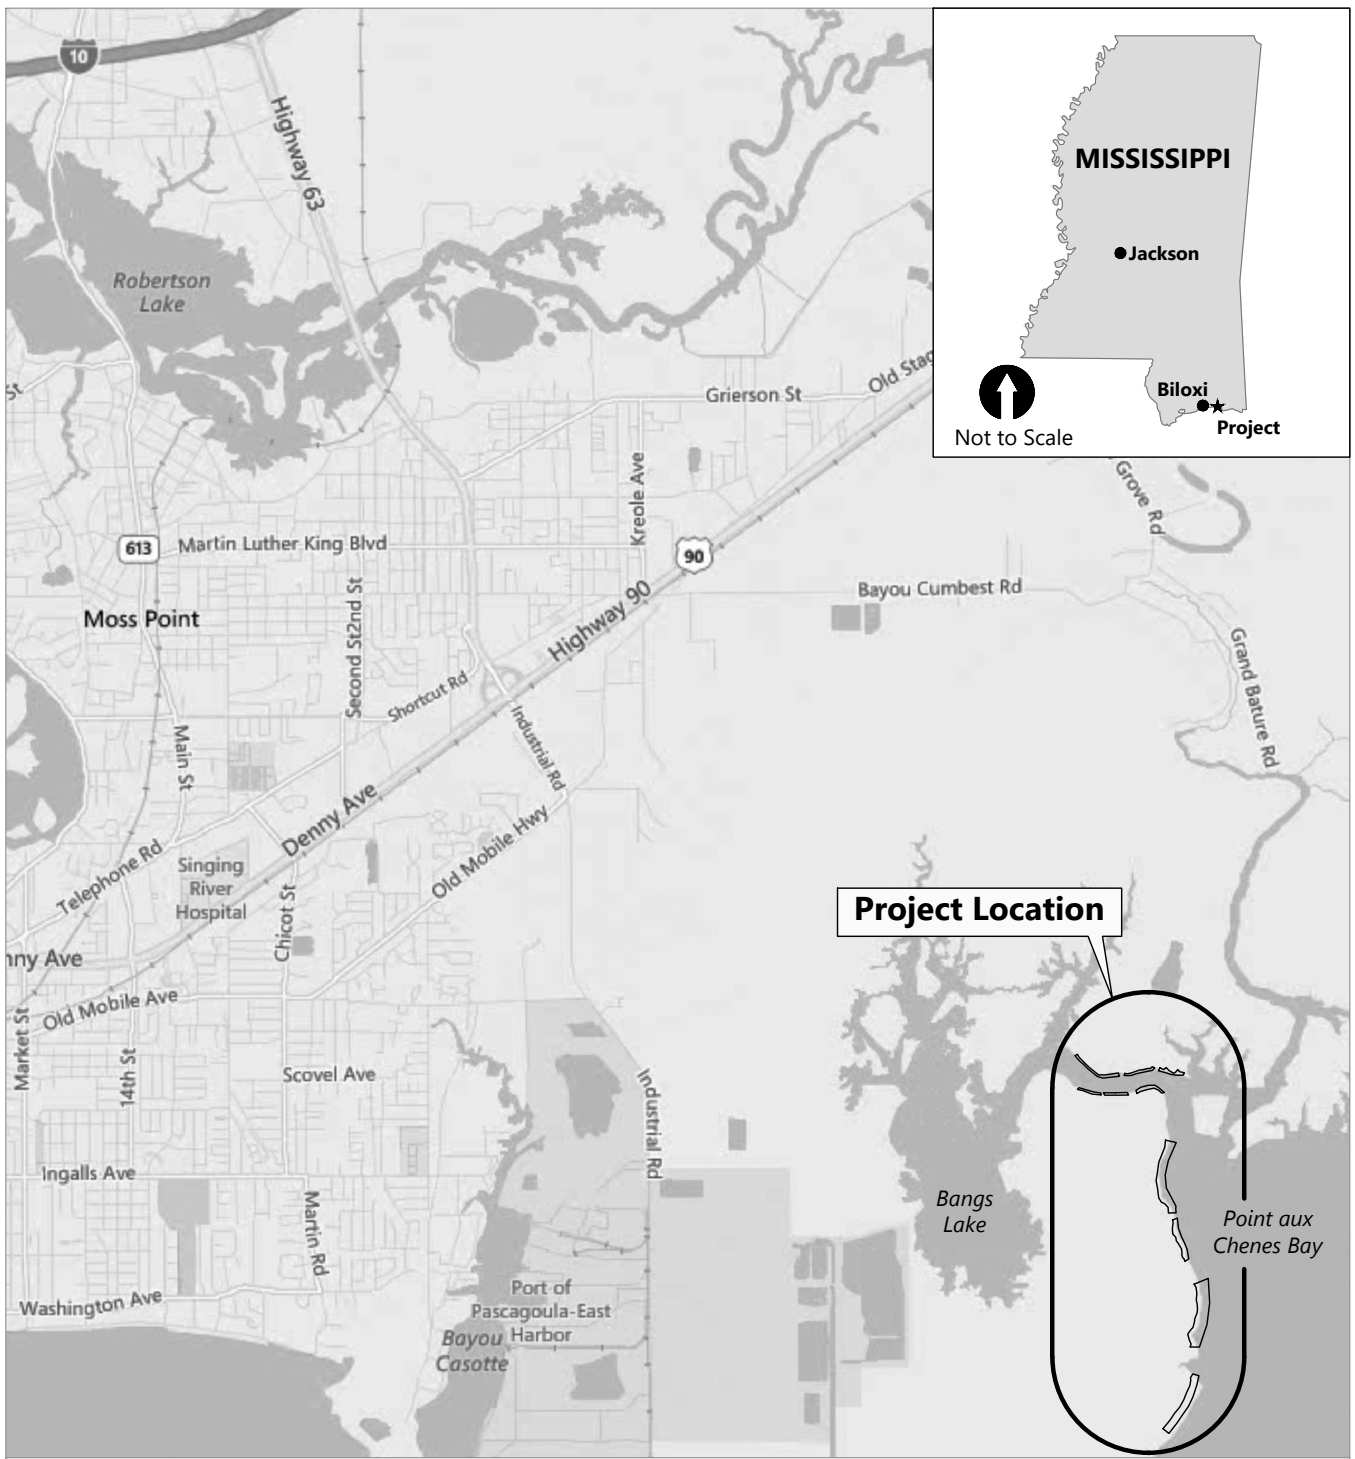 10
Highway 63
MISSISSIPPI
Jackson
Biloxi
Project
Not to Scale
Robertson
Lake
St
Grierson St
Old Stag
Kreole Ave
Grove Rd
613
Martin Luther King Blvd
90
Moss Point
Second St
2nd St
Highway 90
Bayou Cumbest Rd
Shortcut Rd
Grand Bature Rd
Main St
Industrial Rd
Denny Ave
Old Mobile Hwy
Telephone Rd
Singing
River
Hospital
Chicot St
Project Location
nny Ave
Old Mobile Ave
Market St
14th St
Scovel Ave
Industrial Rd
Ingalls Ave
Martin Rd
Bangs
Lake
Point aux
Chenes Bay
Washington Ave
Port of
Pascagoula-East
Harbor
Bayou
Casotte